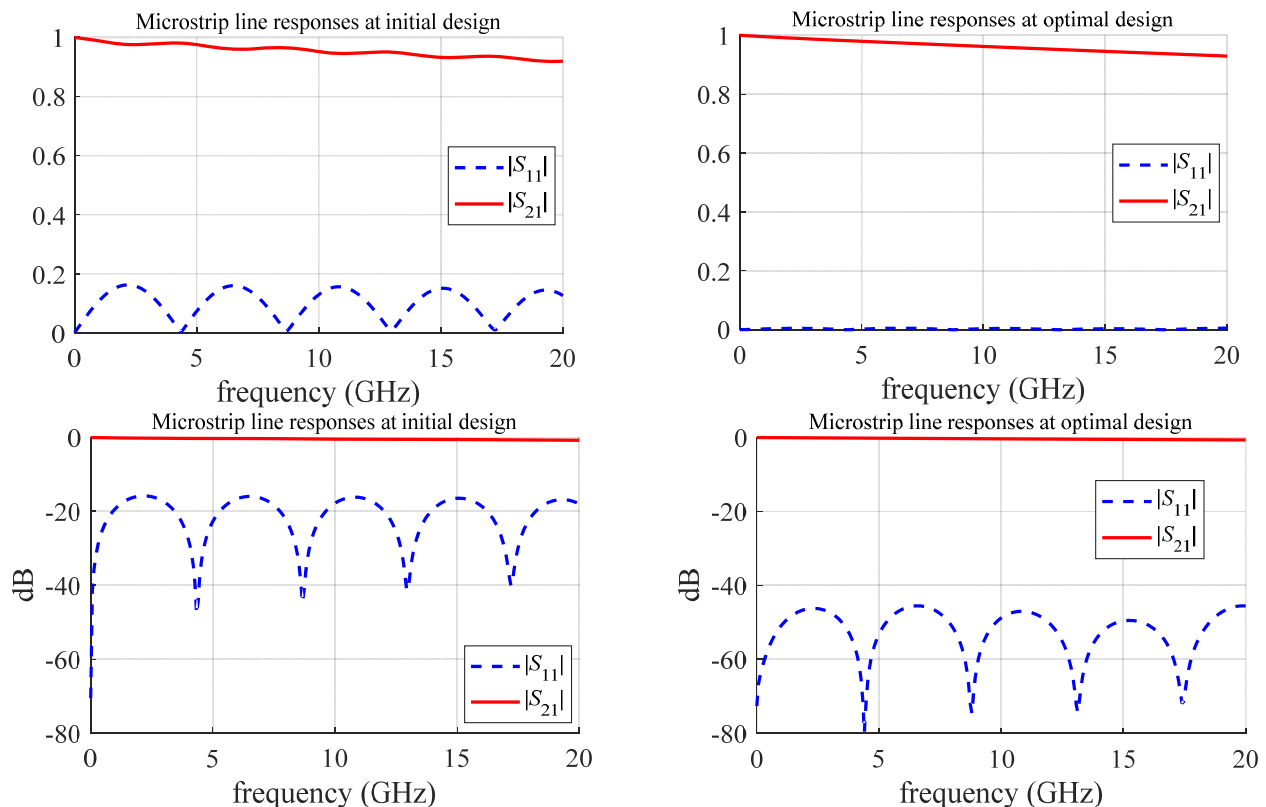 Microstrip line responses at initial design
1
0.8
0.6
0.4
0.2
0
|S11|
|S21|
0 5 10 15 20
frequency (GHz)
Microstrip line responses at optimal design
1
0.8
0.6
0.4
0.2
0
|S11|
|S21|
0 5 10 15 20
frequency (GHz)
Microstrip line responses at initial design
0
-20
-40
-60
-80
dB
|S11|
|S21|
0 5 10 15 20
frequency (GHz)
Microstrip line responses at optimal design
0
-20
-40
-60
-80
dB
|S11|
|S21|
0 5 10 15 20
frequency (GHz)